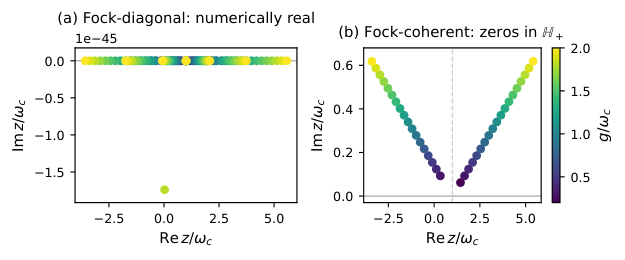 (a) Fock-diagonal: numerically real
(b) Fock-coherent: zeros in ℍ₊
1e−45
0.0
−0.5
−1.0
−1.5
Im z/ω_c
−2.5
0.0
2.5
5.0
Re z/ω_c
0.6
0.4
0.2
0.0
Im z/ω_c
−2.5
0.0
2.5
5.0
Re z/ω_c
2.0
1.5
1.0
0.5
g/ω_c